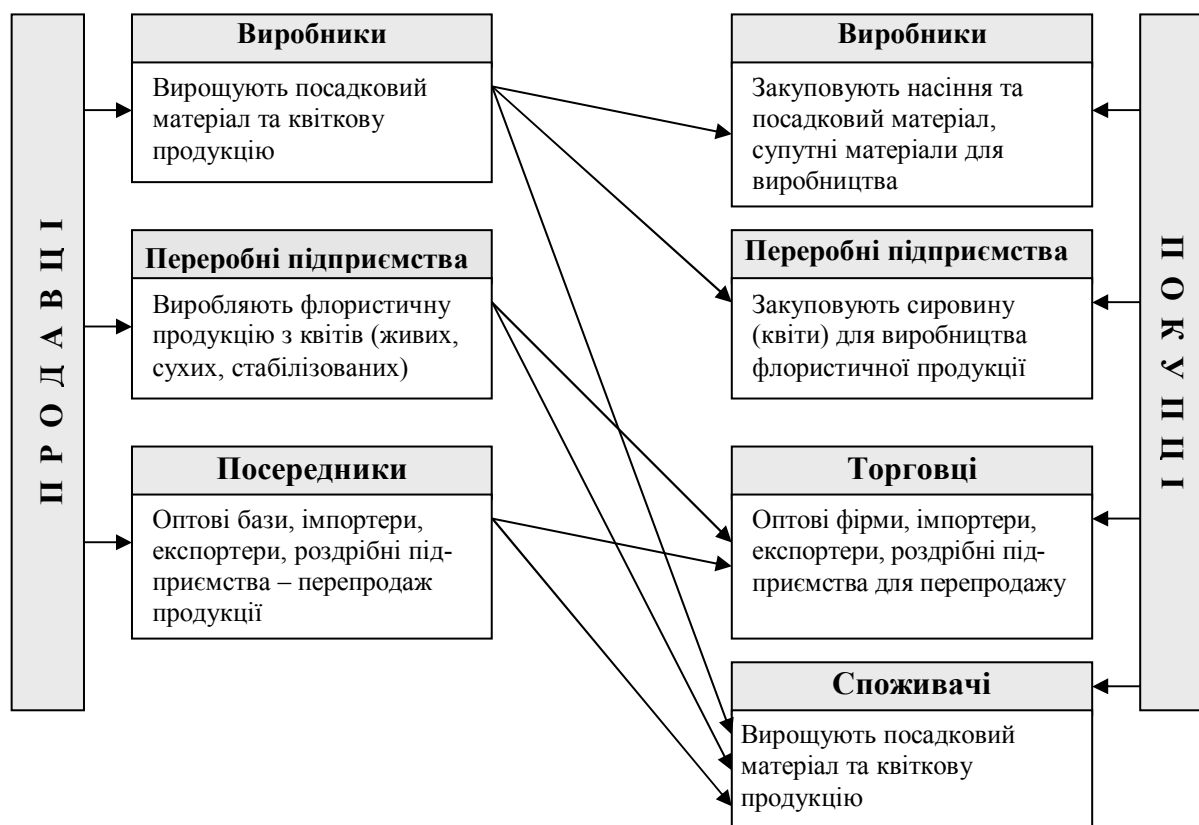 ПРОДАВЦІ
Виробники
Вирощують посадковий
матеріал та квіткову
продукцію
Переробні підприємства
Виробляють флористичну
продукцію з квітів (живих,
сухих, стабілізованих)
Посередники
Оптові бази, імпортери,
експортери, роздрібні під-
приємства – перепродаж
продукції
Виробники
Закуповують насіння та
посадковий матеріал,
супутні матеріали для
виробництва
Переробні підприємства
Закуповують сировину
(квіти) для виробництва
флористичної продукції
Торговці
Оптові фірми, імпортери,
експортери, роздрібні під-
приємства для перепродажу
Споживачі
Вирощують посадковий
матеріал та квіткову
продукцію
ПОКУПЦІ